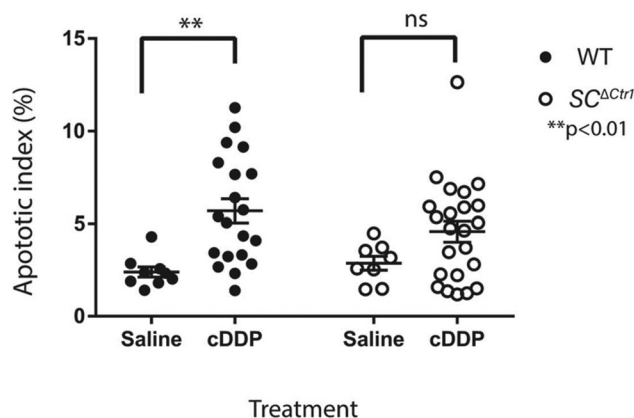 **
ns
15
10
5
0
Apoptotic index (%)
Saline cDDP Saline cDDP
Treatment
WT
SC^ΔCtr1
**p<0.01